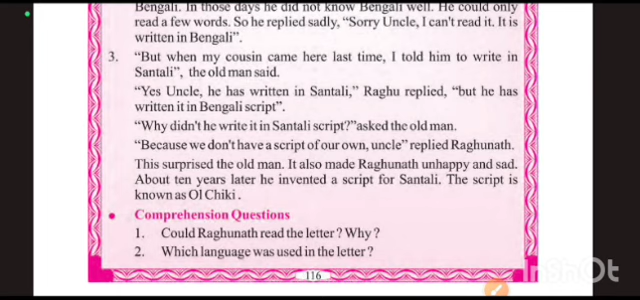 Bengali. In those days he did not know Bengali well. He could only
read a few words. So he replied sadly, “Sorry Uncle, I can't read it. It is
written in Bengali”.
3. “But when my cousin came here last time, I told him to write in
Santali”, the old man said.
“Yes Uncle, he has written in Santali,” Raghu replied, “but he has
written it in Bengali script”.
“Why didn't he write it in Santali script?”asked the old man.
“Because we don't have a script of our own, uncle” replied Raghunath.
This surprised the old man. It also made Raghunath unhappy and sad.
About ten years later he invented a script for Santali. The script is
known as Ol Chiki.
• Comprehension Questions
1. Could Raghunath read the letter? Why?
2. Which language was used in the letter?
116
InShOt